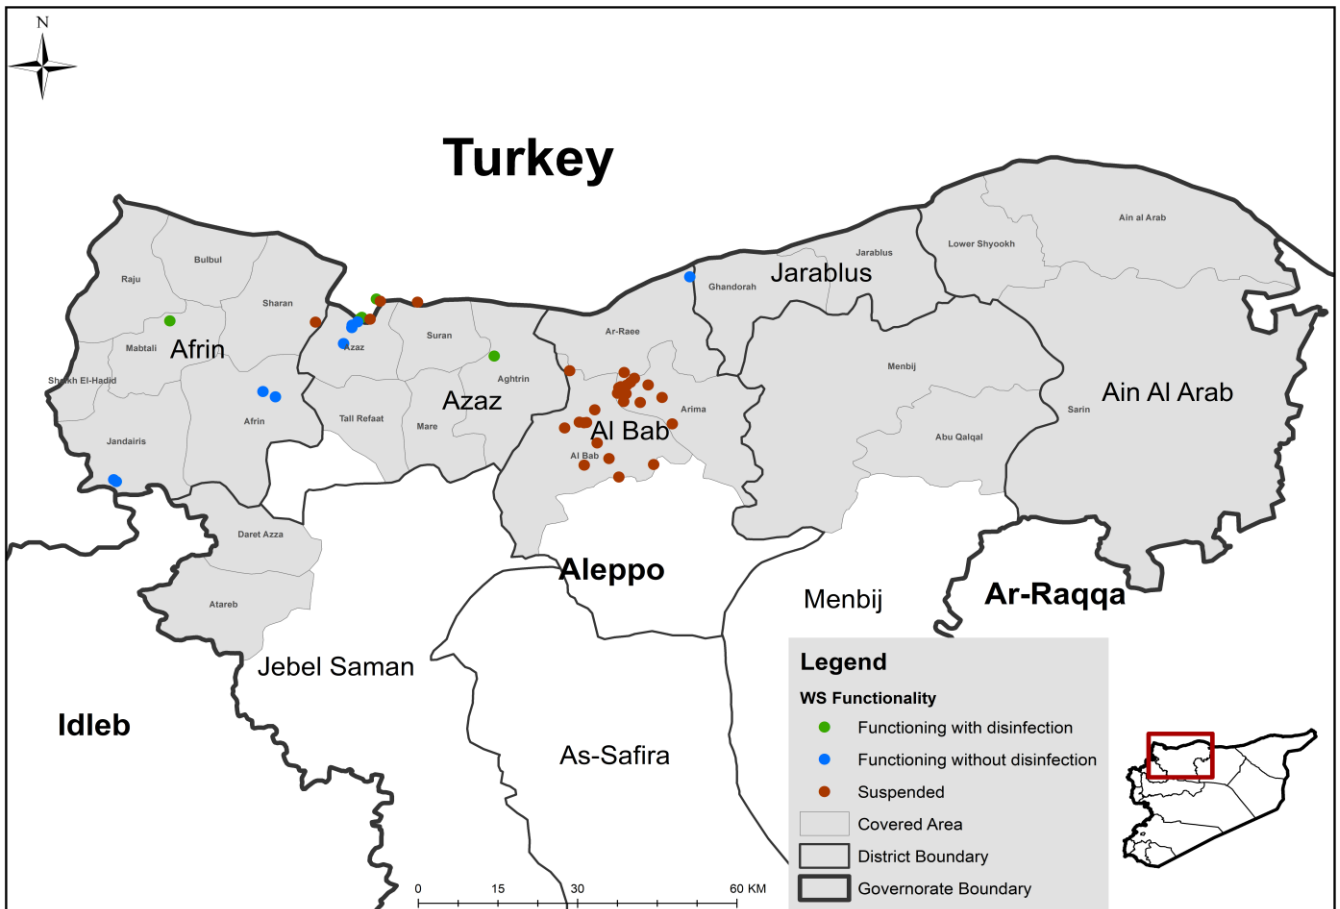 N
Turkey
Ain al Arab
Lower Shyookh
Jarablus
Bulbul
Jarablus
Raju
Ghandorah
Sharan
Ar-Raee
Suran
Azaz
Mabtali
Afrin
Menbij
Sheikh El-Hadid
Aghtrin
Ain Al Arab
Azaz
Arima
Sarin
Tall Refaat
Afrin
Mare
Al Bab
Abu Qalqal
Jandairis
Al Bab
Daret Azza
Aleppo
Ar-Raqqa
Menbij
Atareb
Jebel Saman
Idleb
As-Safira
Legend
WS Functionality
Functioning with disinfection
Functioning without disinfection
Suspended
Covered Area
District Boundary
Governorate Boundary
0 15 30 60 KM